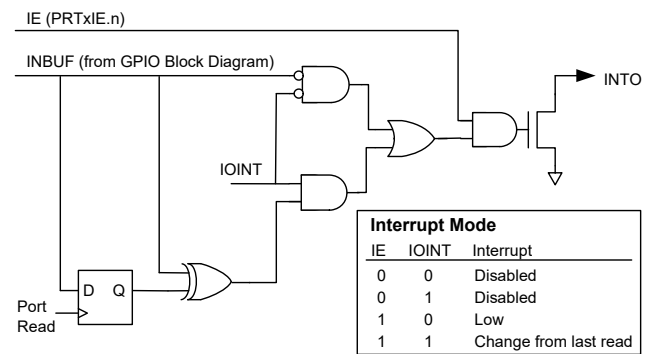 IE (PRTxIE.n)
INBUF (from GPIO Block Diagram)
INTO
IOINT
Interrupt Mode
IE IOINT Interrupt
0 0 Disabled
0 1 Disabled
1 0 Low
1 1 Change from last read
D Q
Port
Read